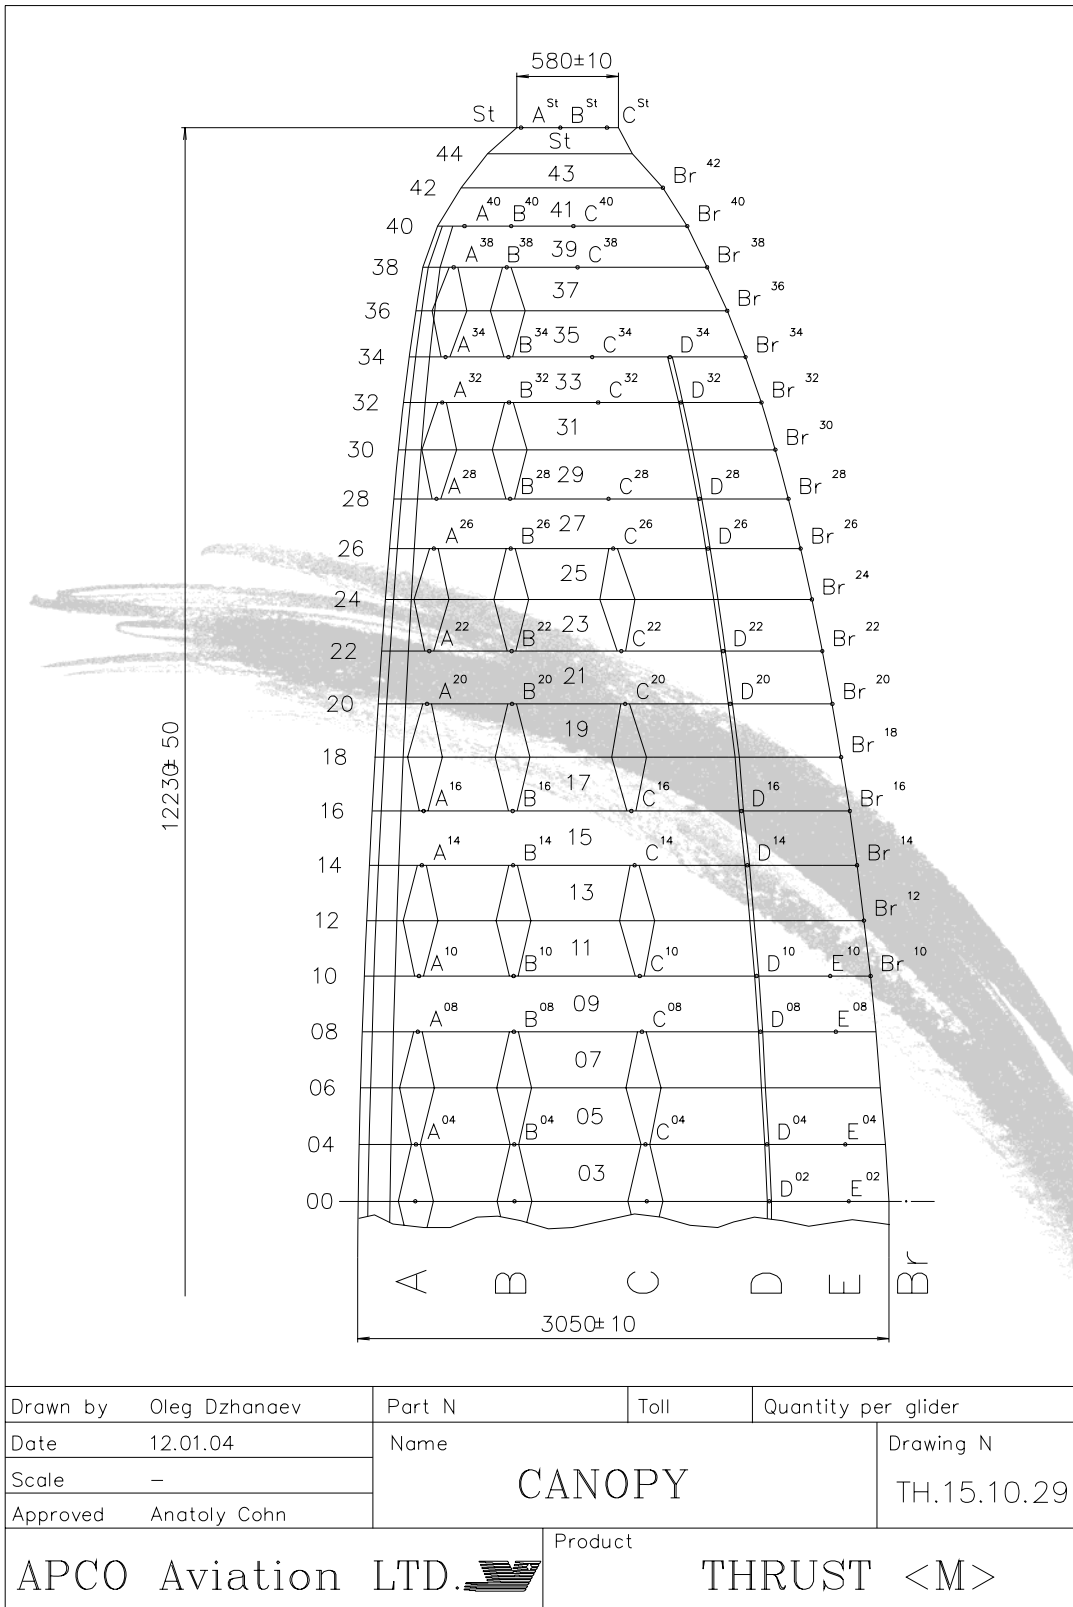 580±10
St A St B St C St
St
44
43
42 Br 42
40 A 40 B 40 41 C 40 Br 40
38 A 38 B 38 39 C 38 Br 38
37
36 Br 36
34 A 34 B 34 35 C 34 D 34 Br 34
32 A 32 B 32 33 C 32 D 32 Br 32
31
30 Br 30
28 A 28 B 28 29 C 28 D 28 Br 28
26 A 26 B 26 27 C 26 D 26 Br 26
25
24 Br 24
22 A 22 B 22 23 C 22 D 22 Br 22
20 A 20 B 20 21 C 20 D 20 Br 20
19
18 Br 18
16 A 16 B 16 17 C 16 D 16 Br 16
14 A 14 B 14 15 C 14 D 14 Br 14
13
12 Br 12
10 A 10 B 10 11 C 10 D 10 E 10 Br 10
08 A 08 B 08 09 C 08 D 08 E 08
07
06
04 A 04 B 04 05 C 04 D 04 E 04
00 03 D 02 E 02
12230±50
A B C D E Br
3050±10
Drawn by Oleg Dzhanaev
Date 12.01.04
Scale –
Approved Anatoly Cohn
Part N
Toll
Quantity per glider
Name
CANOPY
Drawing N
TH.15.10.29
APCO Aviation LTD.
Product
THRUST <M>